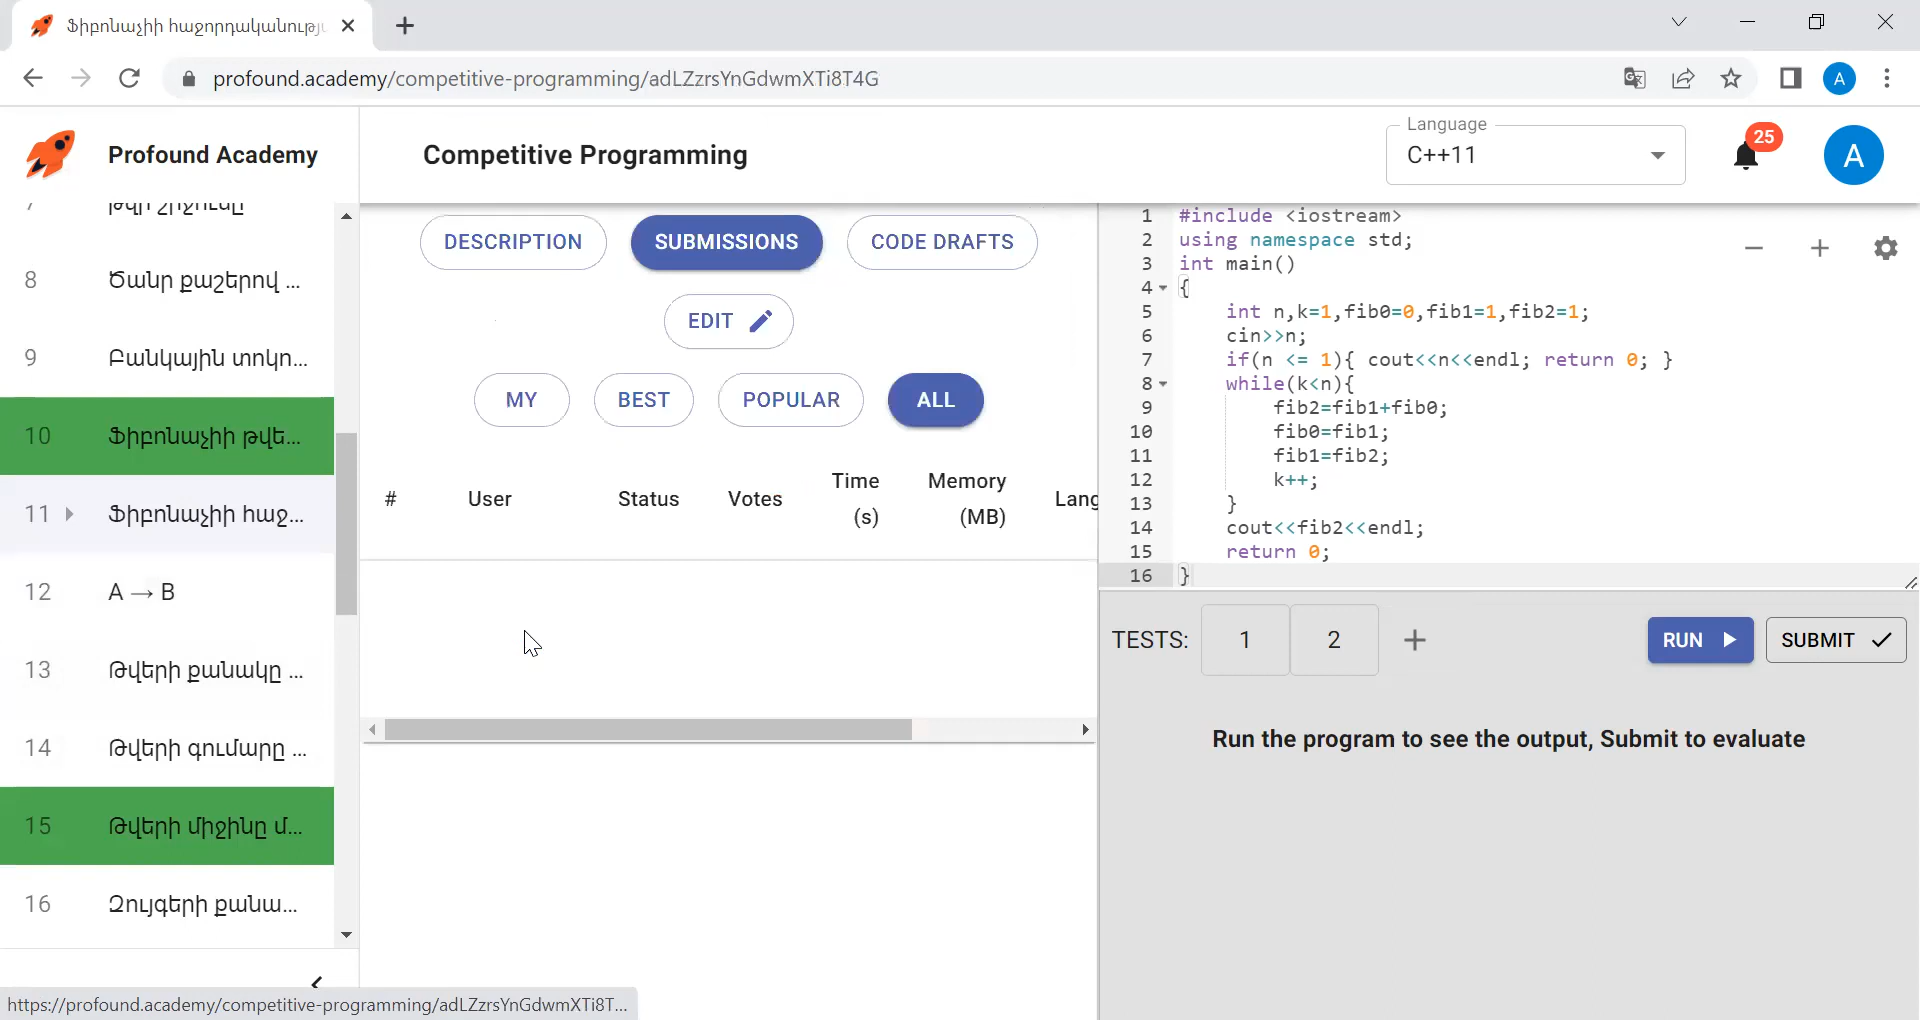 Ֆիբոնաչիի հաջորդականությա
profound.academy/competitive-programming/adLZzrsYnGdwmXTi8T4G
A
Profound Academy
Competitive Programming
Language
C++11
25
A
7 թվի շրջումը
8 Ծանր քաշերով ...
9 Բանկային տոկո...
10 Ֆիբոնաչիի թվե...
11 Ֆիբոնաչիի հաջ...
12 A → B
13 Թվերի քանակը ...
14 Թվերի գումարը ...
15 Թվերի միջինը մ...
16 Զույգերի քանա...
DESCRIPTION SUBMISSIONS CODE DRAFTS
EDIT
MY BEST POPULAR ALL
# User Status Votes Time (s) Memory (MB) Lang
1 #include <iostream>
2 using namespace std;
3 int main()
4 {
5 int n,k=1,fib0=0,fib1=1,fib2=1;
6 cin>>n;
7 if(n <= 1){ cout<<n<<endl; return 0; }
8 while(k<n){
9 fib2=fib1+fib0;
10 fib0=fib1;
11 fib1=fib2;
12 k++;
13 }
14 cout<<fib2<<endl;
15 return 0;
16 }
TESTS: 1 2 + RUN SUBMIT
Run the program to see the output, Submit to evaluate
https://profound.academy/competitive-programming/adLZzrsYnGdwmXTi8T...